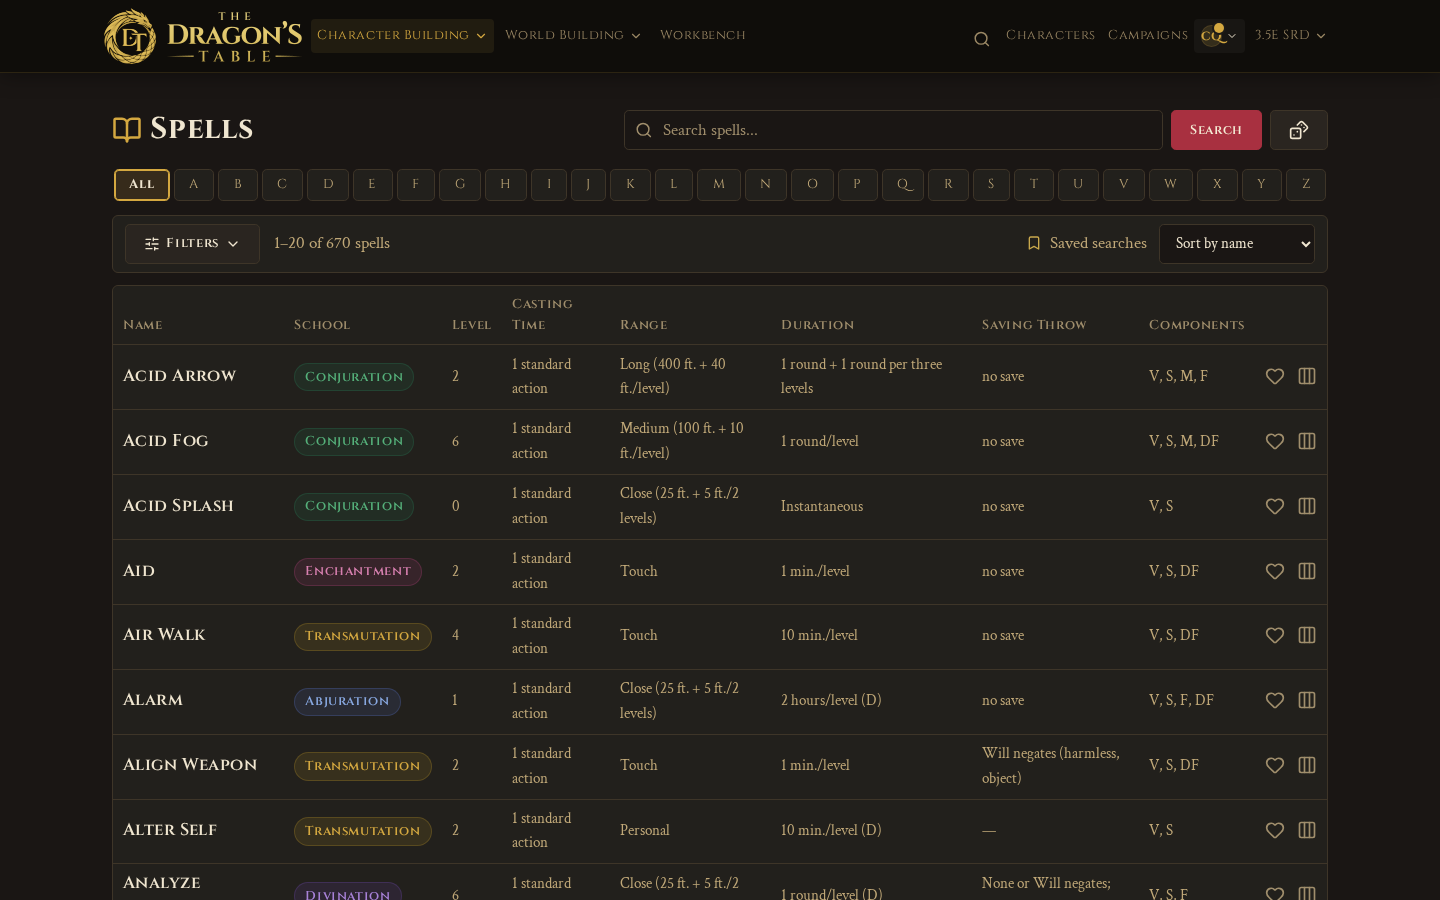 THE
DRAGON'S
TABLE
CHARACTER BUILDING
WORLD BUILDING
WORKBENCH
CHARACTERS
CAMPAIGNS
CQ
3.5E SRD
SPELLS
Search spells...
SEARCH
ALL A B C D E F G H I J K L M N O P Q R S T U V W X Y Z
FILTERS
1–20 of 670 spells
Saved searches
Sort by name
NAME SCHOOL LEVEL CASTING TIME RANGE DURATION SAVING THROW COMPONENTS
ACID ARROW CONJURATION 2 1 standard action Long (400 ft. + 40 ft./level) 1 round + 1 round per three levels no save V, S, M, F
ACID FOG CONJURATION 6 1 standard action Medium (100 ft. + 10 ft./level) 1 round/level no save V, S, M, DF
ACID SPLASH CONJURATION 0 1 standard action Close (25 ft. + 5 ft./2 levels) Instantaneous no save V, S
AID ENCHANTMENT 2 1 standard action Touch 1 min./level no save V, S, DF
AIR WALK TRANSMUTATION 4 1 standard action Touch 10 min./level no save V, S, DF
ALARM ABJURATION 1 1 standard action Close (25 ft. + 5 ft./2 levels) 2 hours/level (D) no save V, S, F, DF
ALIGN WEAPON TRANSMUTATION 2 1 standard action Touch 1 min./level Will negates (harmless, object) V, S, DF
ALTER SELF TRANSMUTATION 2 1 standard action Personal 10 min./level (D) — V, S
ANALYZE DIVINATION 6 1 standard Close (25 ft. + 5 ft./2 1 round/level (D) None or Will negates; V, S, F